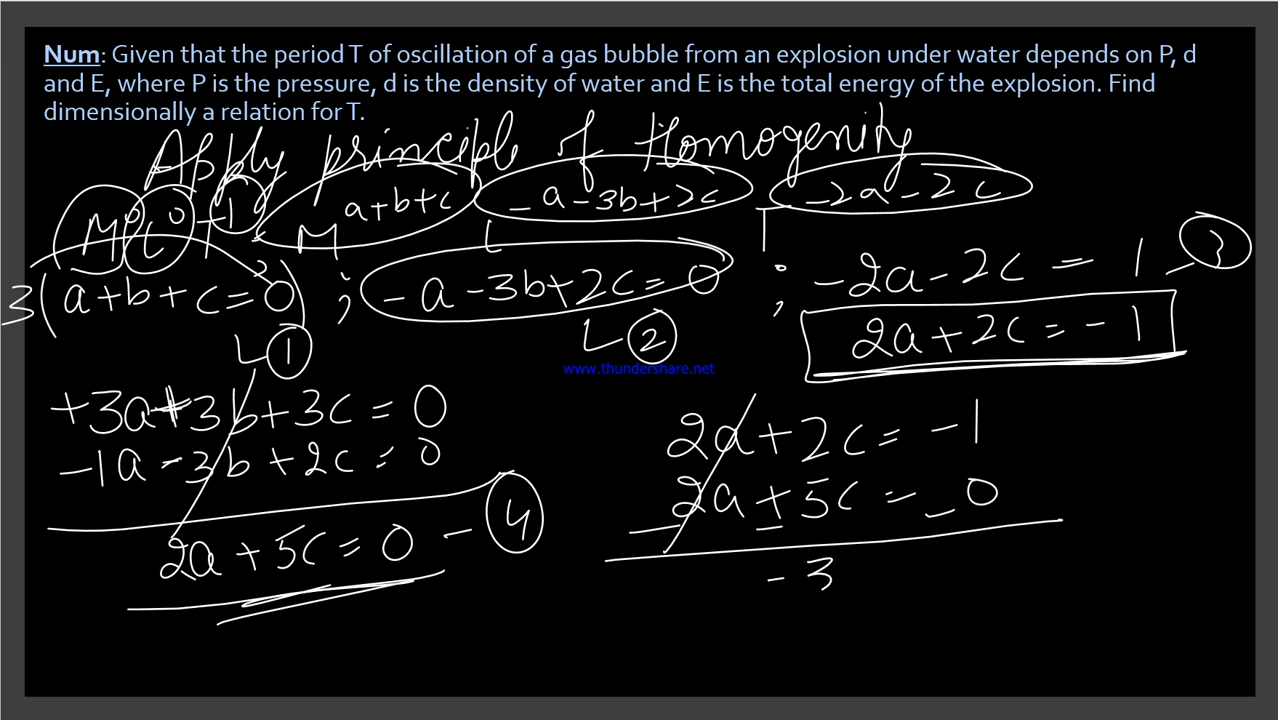 Num: Given that the period T of oscillation of a gas bubble from an explosion under water depends on P, d
and E, where P is the pressure, d is the density of water and E is the total energy of the explosion. Find
dimensionally a relation for T.
Apply principle of Homogenity
M⁰L⁰T¹ = M^(a+b+c) L^(-a-3b+2c) T^(-2a-2c)
3(a+b+c=0) ; -a-3b+2c=0 ; -2a-2c = 1 - 3
1 2 2a+2c=-1
www.thundershare.net
+3a+3b+3c=0
-1a-3b+2c=0
2a+5c=0 - 4
2a+2c=-1
2a+5c=0
-3